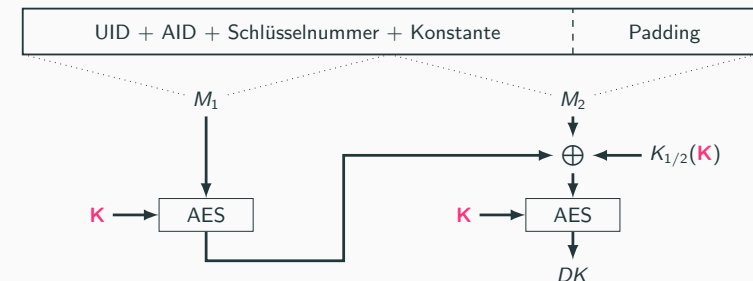 UID + AID + Schlüsselnummer + Konstante Padding
M₁ M₂
⊕ K₁/₂(K)
K AES K AES
DK